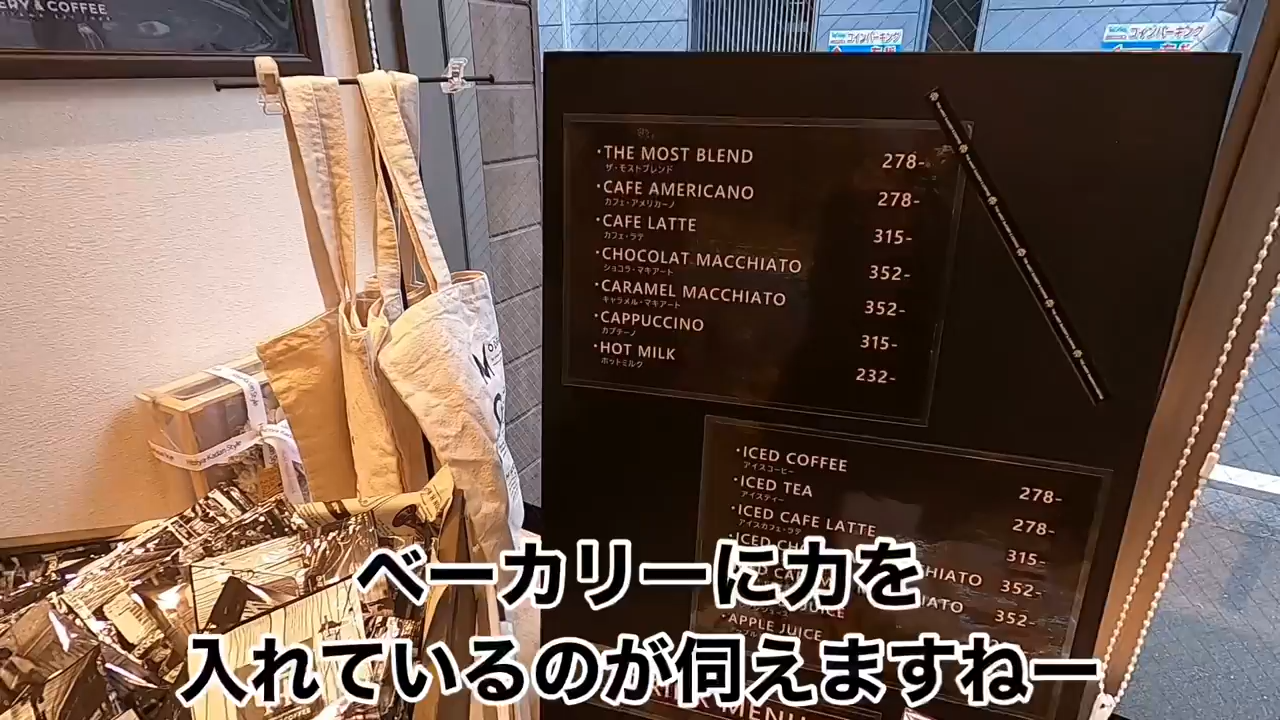 ERY & COFFEE
コインパーキング
コインパーキング
・THE MOST BLEND 278-
ザ・モストブレンド
・CAFE AMERICANO 278-
カフェ・アメリカーノ
・CAFE LATTE 315-
カフェ・ラテ
・CHOCOLAT MACCHIATO 352-
ショコラ・マキアート
・CARAMEL MACCHIATO 352-
キャラメル・マキアート
・CAPPUCCINO 315-
カプチーノ
・HOT MILK 232-
ホットミルク
・ICED COFFEE 278-
アイスコーヒー
・ICED TEA 278-
アイスティー
・ICED CAFE LATTE 315-
アイスカフェ・ラテ
352-
352-
JUICE
・APPLE JUICE
MENU
ベーカリーに力を
入れているのが伺えますねー